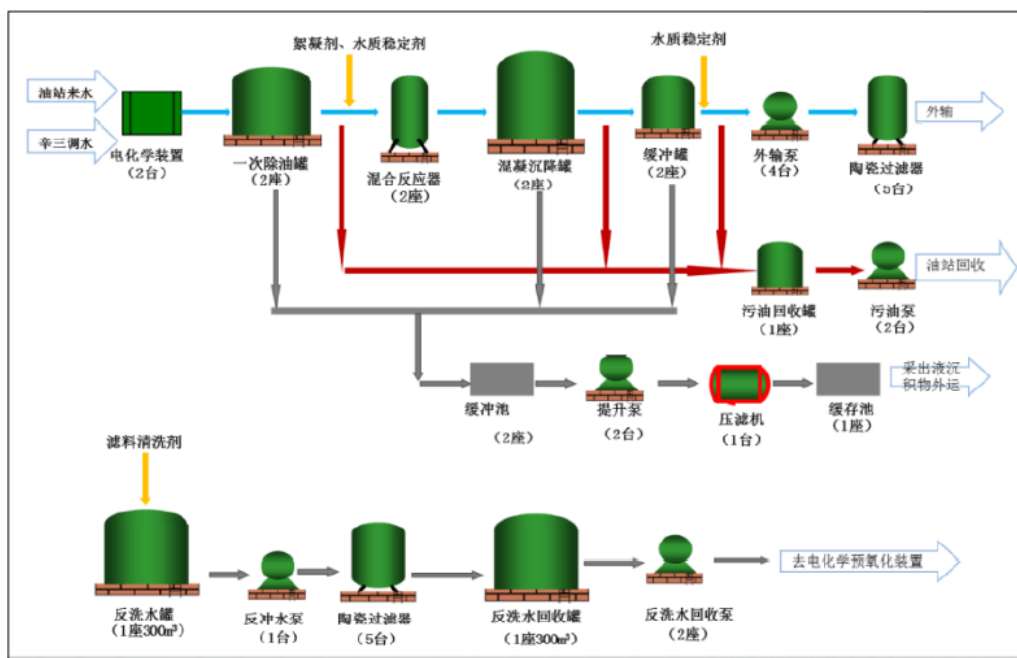 絮凝剂、水质稳定剂
水质稳定剂
油站来水
辛三调水
外输
电化学装置
(2台)
一次除油罐
(2座)
混合反应器
(2座)
混凝沉降罐
(2座)
缓冲罐
(2座)
外输泵
(4台)
陶瓷过滤器
(5台)
油站回收
污油回收罐
(1座)
污油泵
(2台)
采出液沉
积物外运
缓冲池
(2座)
提升泵
(2台)
压滤机
(1台)
缓存池
(1座)
滤料清洗剂
去电化学预氧化装置
反洗水罐
(1座300m³)
反冲水泵
(1台)
陶瓷过滤器
(5台)
反洗水回收罐
(1座300m³)
反洗水回收泵
(2座)